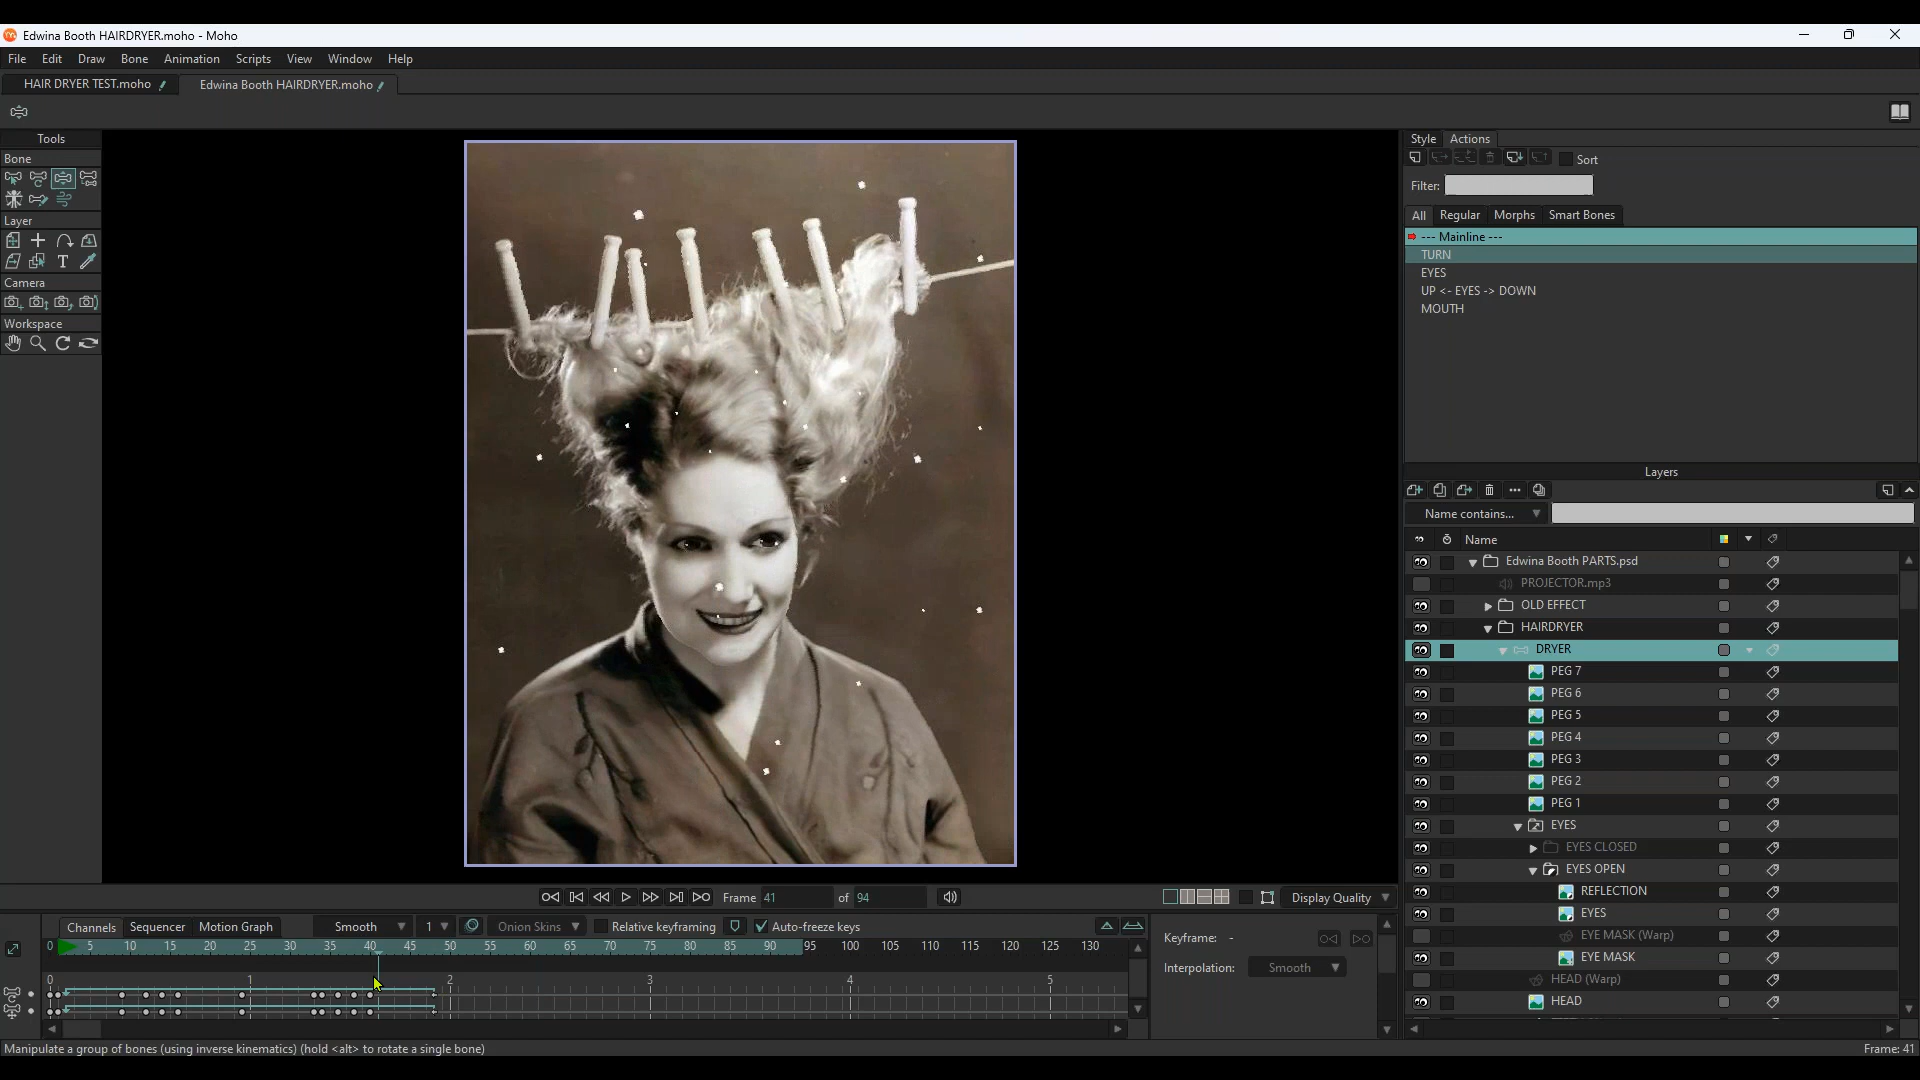 Edwina Booth HAIRDRYER.moho - Moho
File Edit Draw Bone Animation Scripts View Window Help
HAIR DRYER TEST.moho Edwina Booth HAIRDRYER.moho
Tools
Bone
Layer
T
Camera
Workspace
Style Actions
Sort
Filter:
All Regular Morphs Smart Bones
--- Mainline ---
TURN
EYES
UP <- EYES -> DOWN
MOUTH
Layers
Name contains...
Name
Edwina Booth PARTS.psd
PROJECTOR.mp3
OLD EFFECT
HAIRDRYER
DRYER
PEG 7
PEG 6
PEG 5
PEG 4
PEG 3
PEG 2
PEG 1
EYES
EYES CLOSED
EYES OPEN
REFLECTION
EYES
EYE MASK (Warp)
EYE MASK
HEAD (Warp)
HEAD
Frame 41 of 94 Display Quality
Channels Sequencer Motion Graph Smooth 1 Onion Skins Relative keyframing Auto-freeze keys
0 5 10 15 20 25 30 35 40 45 50 55 60 65 70 75 80 85 90 95 100 105 110 115 120 125 130
0 1 2 3 4 5
Keyframe: -
Interpolation: Smooth
Manipulate a group of bones (using inverse kinematics) (hold <alt> to rotate a single bone) Frame: 41